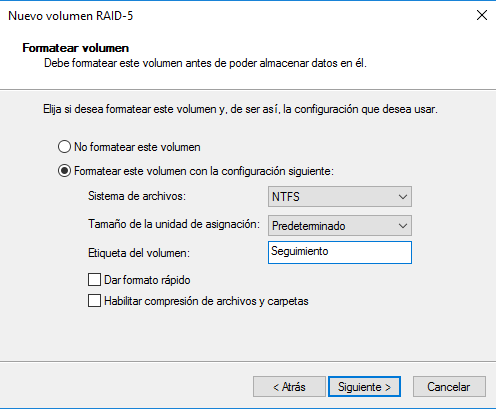 Nuevo volumen RAID-5
Formatear volumen
Debe formatear este volumen antes de poder almacenar datos en él.
Elija si desea formatear este volumen y, de ser así, la configuración que desea usar.
No formatear este volumen
Formatear este volumen con la configuración siguiente:
Sistema de archivos: NTFS
Tamaño de la unidad de asignación: Predeterminado
Etiqueta del volumen: Seguimiento
Dar formato rápido
Habilitar compresión de archivos y carpetas
< Atrás Siguiente > Cancelar